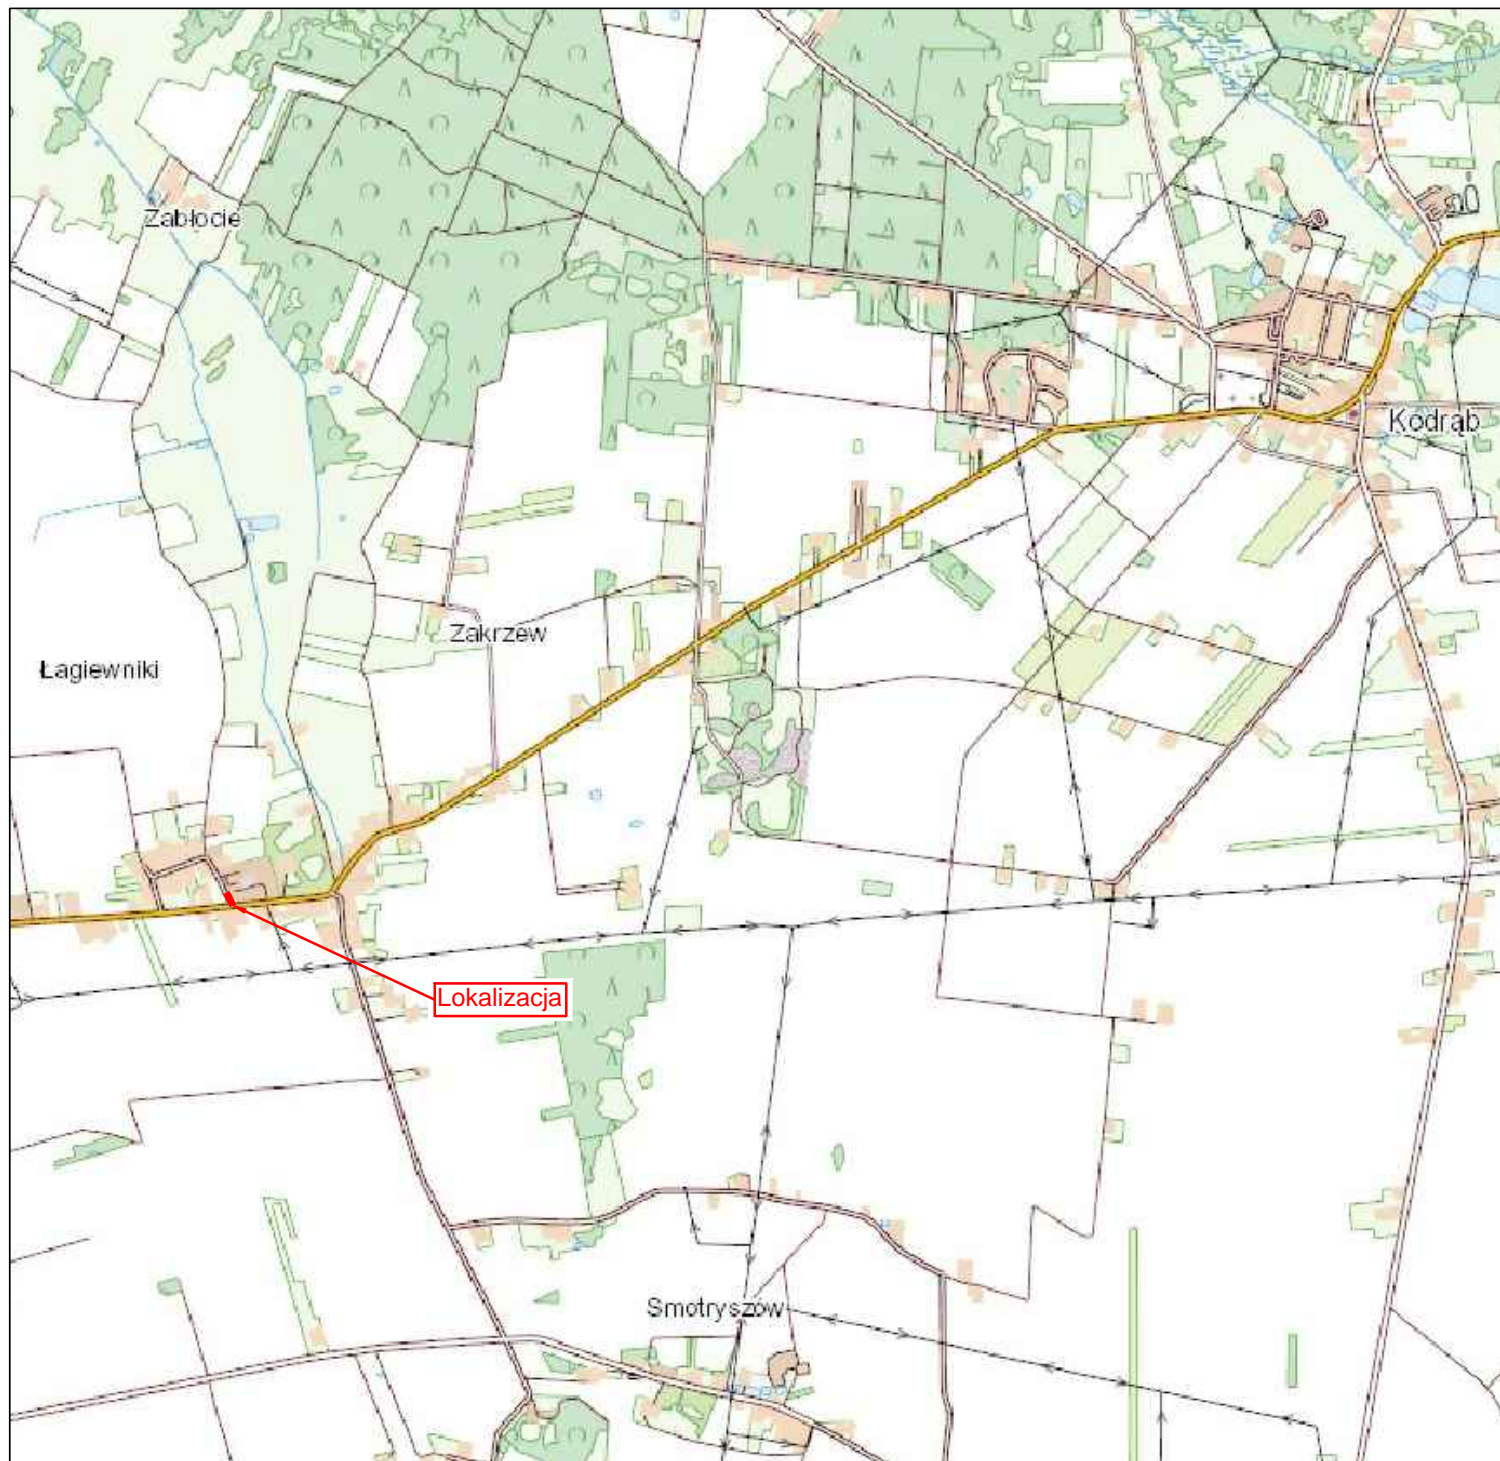 Zabłocie
Kodrąb
Zakrzew
Łagiewniki
Lokalizacja
Smotryszów